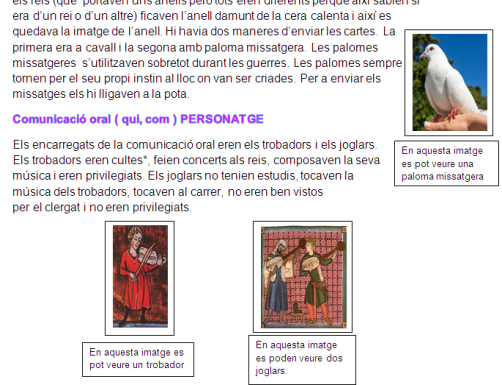 els reis (que portaven uns anells però tots eren diferents perquè així sabien si
era d'un rei o d'un altre) ficaven l'anell damunt de la cera calenta i així es
quedava la imatge de l'anell. Hi havia dos maneres d'enviar les cartes. La
primera era a cavall i la segona amb paloma missatgera. Les palomes
missatgeres s'utilitzaven sobretot durant les guerres. Les palomes sempre
tornen per el seu propi instin al lloc on van ser criades. Per a enviar els
missatges els hi lligaven a la pota.
Comunicació oral ( qui, com ) PERSONATGE
Els encarregats de la comunicació oral eren els trobadors i els joglars.
Els trobadors eren cultes*, feien concerts als reis, composaven la seva
música i eren privilegiats. Els joglars no tenien estudis, tocaven la
música dels trobadors, tocaven al carrer, no eren ben vistos
per el clergat i no eren privilegiats.
En aquesta imatge
es pot veure una
paloma missatgera
En aquesta imatge es
pot veure un trobador
En aquesta imatge
es poden veure dos
joglars.